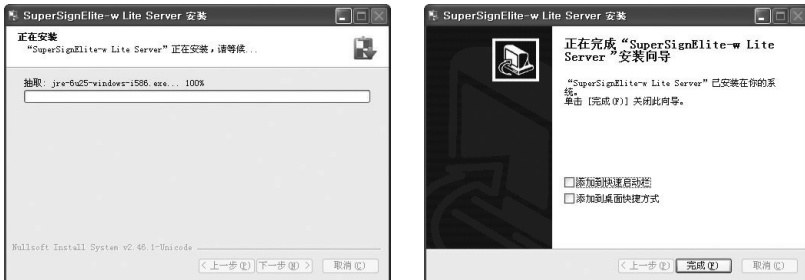 SuperSignElite-w Lite Server 安装
正在安装
“SuperSignElite-w Lite Server”正在安装，请等候...
抽取: jre-6u25-windows-i586.exe... 100%
Nullsoft Install System v2.46.1-Unicode
<上一步(P) 下一步(N) > 取消(C)
SuperSignElite-w Lite Server 安装
正在完成“SuperSignElite-w Lite
Server ”安装向导
“SuperSignElite-w Lite Server”已安装在你的系
统。
单击 [完成(F)] 关闭此向导。
添加到快速启动栏
添加到桌面快捷方式
<上一步(P) 完成(F) 取消(C)